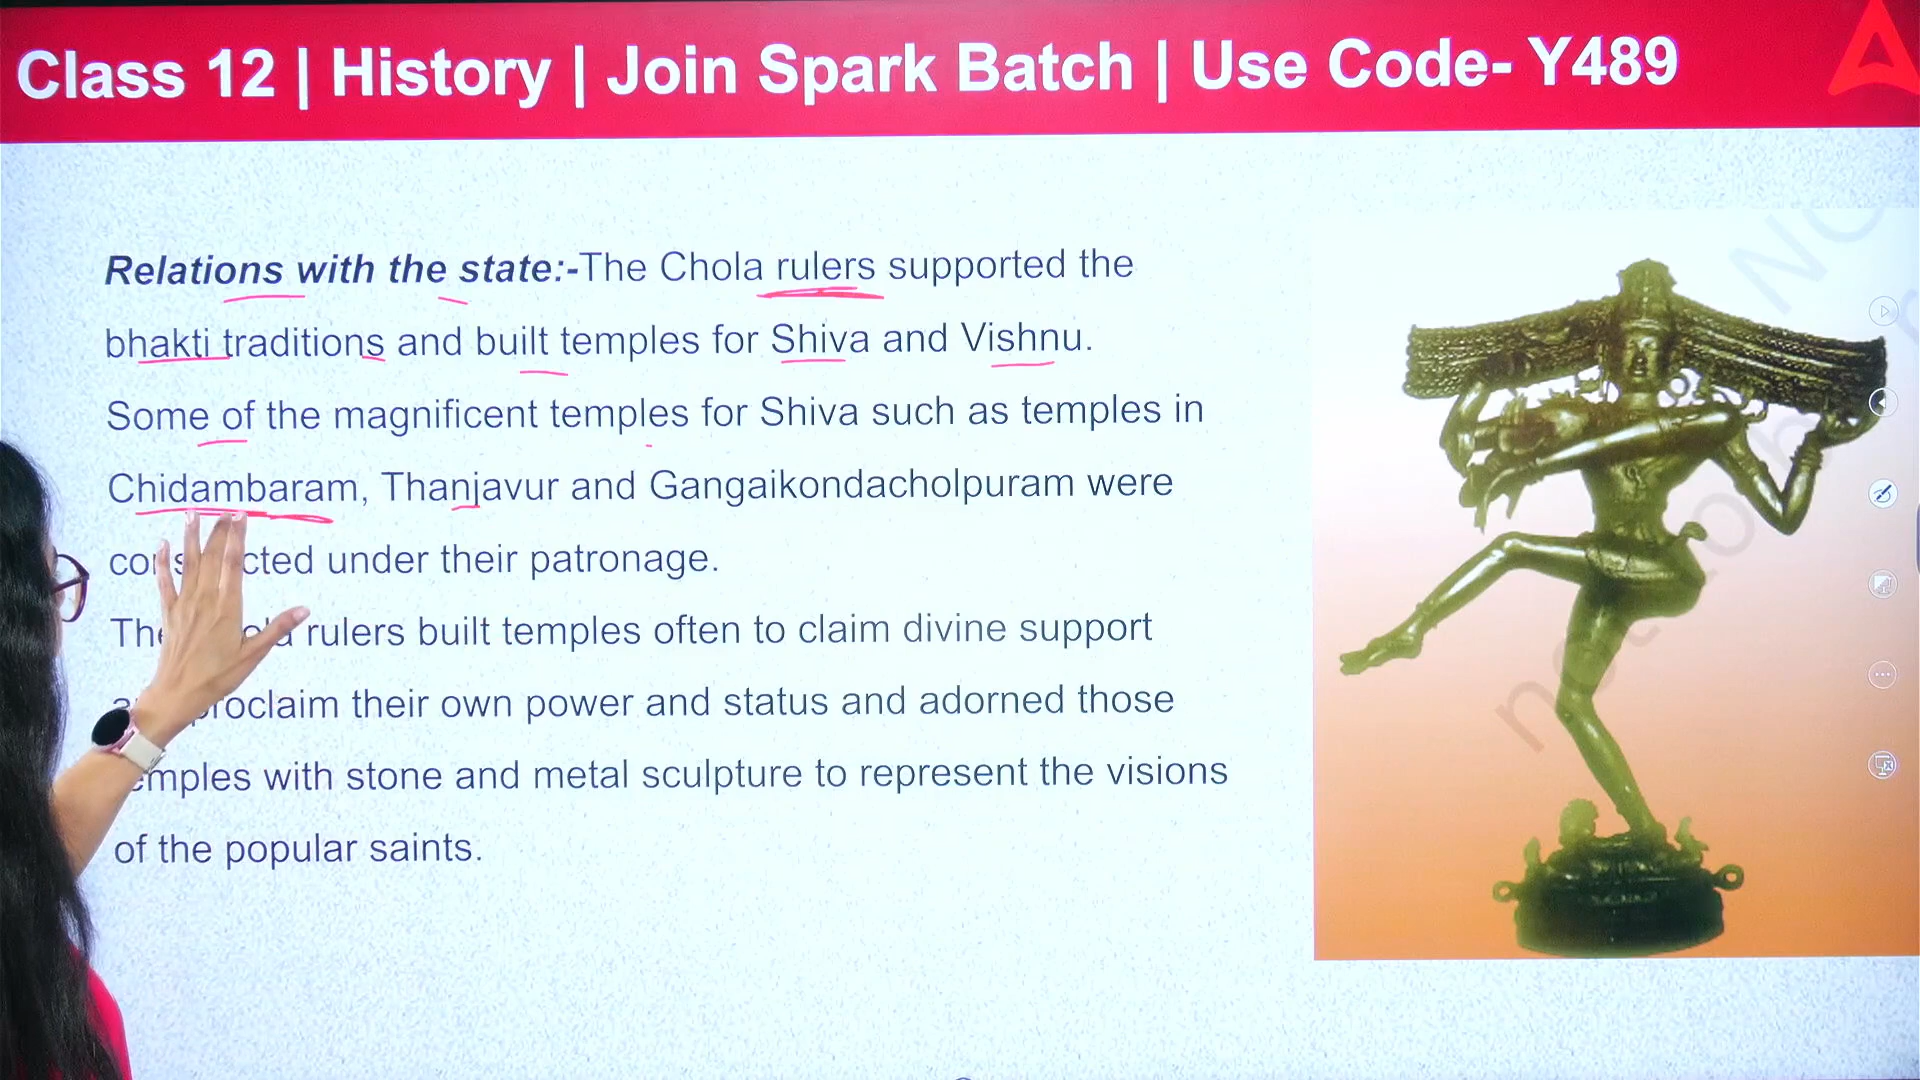 Class 12 | History | Join Spark Batch | Use Code- Y489
Relations with the state:-The Chola rulers supported the
bhakti traditions and built temples for Shiva and Vishnu.
Some of the magnificent temples for Shiva such as temples in
Chidambaram, Thanjavur and Gangaikondacholpuram were
under their patronage.
rulers built temples often to claim divine support
their own power and status and adorned those
with stone and metal sculpture to represent the visions
of the popular saints.